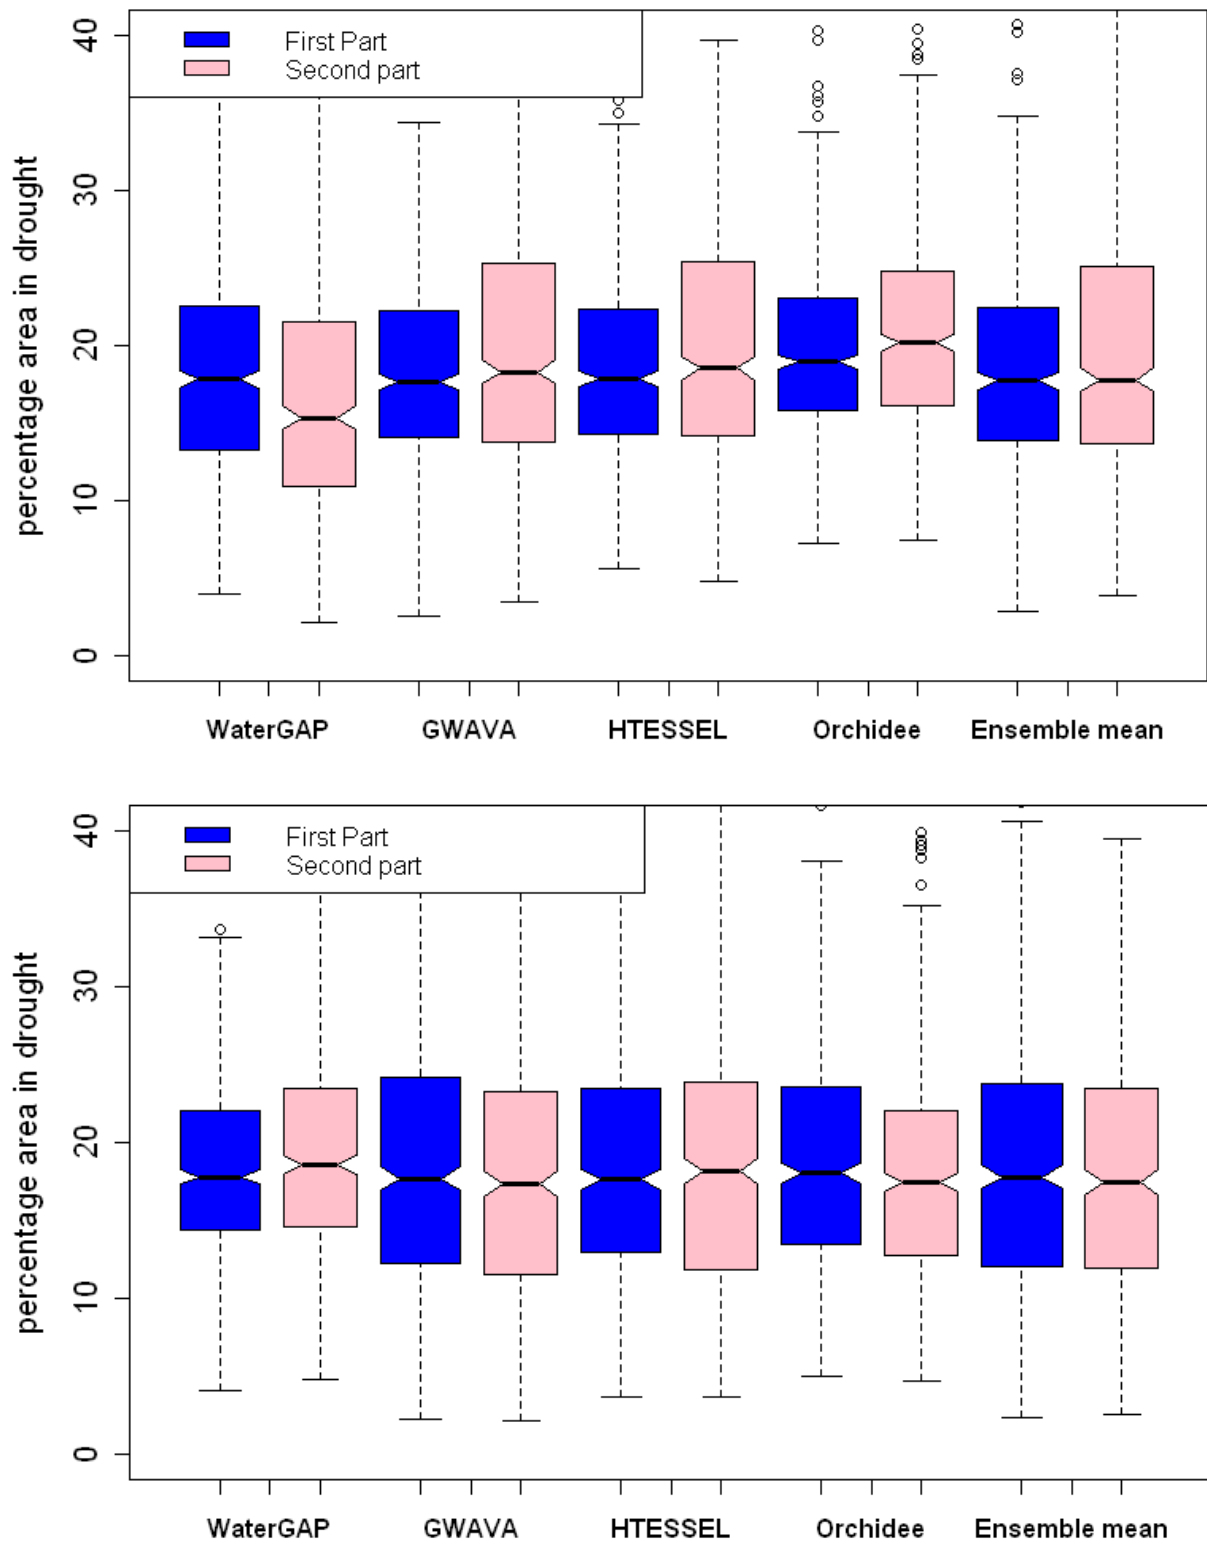 percentage area in drought
40
30
20
10
0
First Part
Second part
WaterGAP GWAVA HTESSEL Orchidee Ensemble mean
percentage area in drought
40
30
20
10
0
First Part
Second part
WaterGAP GWAVA HTESSEL Orchidee Ensemble mean